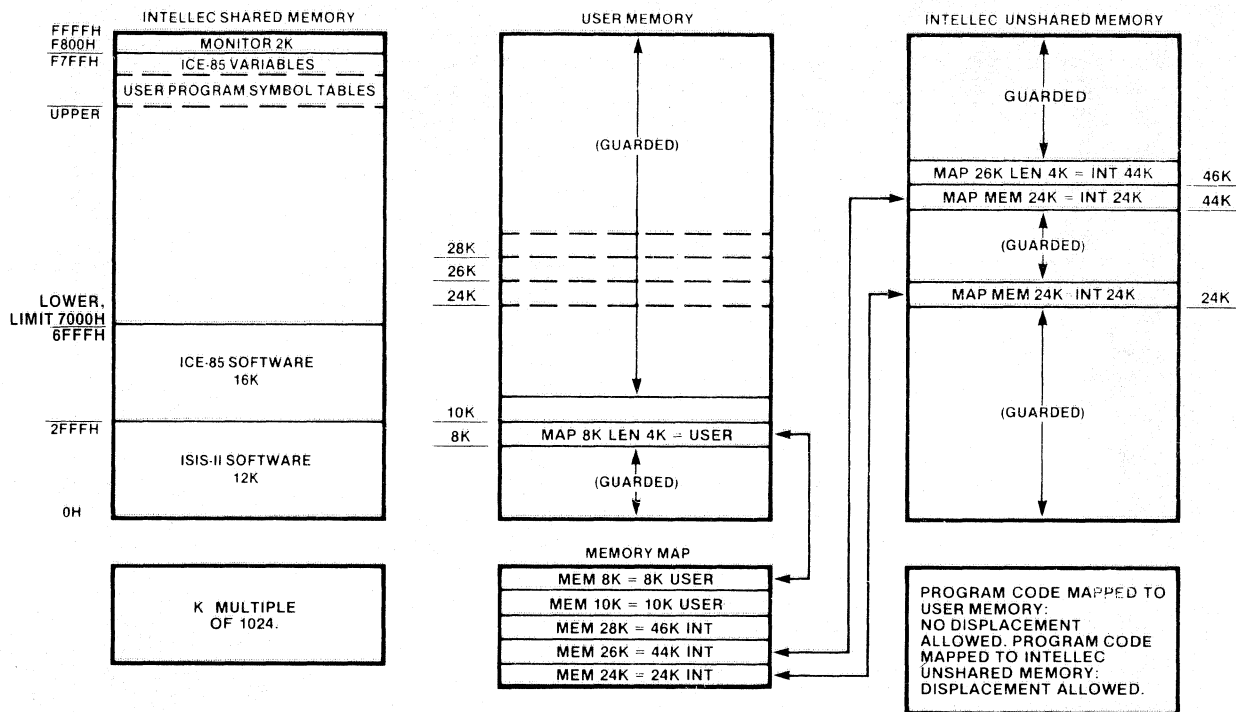 INTELLEC SHARED MEMORY
FFFFH
F800H
MONITOR 2K
F7FFH
ICE-85 VARIABLES
USER PROGRAM SYMBOL TABLES
UPPER
LOWER,
LIMIT 7000H
6FFFH
ICE-85 SOFTWARE
16K
2FFFH
ISIS-II SOFTWARE
12K
0H
K MULTIPLE
OF 1024.
USER MEMORY
(GUARDED)
28K
26K
24K
10K
8K
MAP 8K LEN 4K = USER
(GUARDED)
MEMORY MAP
MEM 8K = 8K USER
MEM 10K = 10K USER
MEM 28K = 46K INT
MEM 26K = 44K INT
MEM 24K = 24K INT
INTELLEC UNSHARED MEMORY
GUARDED
MAP 26K LEN 4K = INT 44K
46K
MAP MEM 24K = INT 24K
44K
(GUARDED)
MAP MEM 24K INT 24K
24K
(GUARDED)
PROGRAM CODE MAPPED TO
USER MEMORY:
NO DISPLACEMENT
ALLOWED. PROGRAM CODE
MAPPED TO INTELLEC
UNSHARED MEMORY:
DISPLACEMENT ALLOWED.